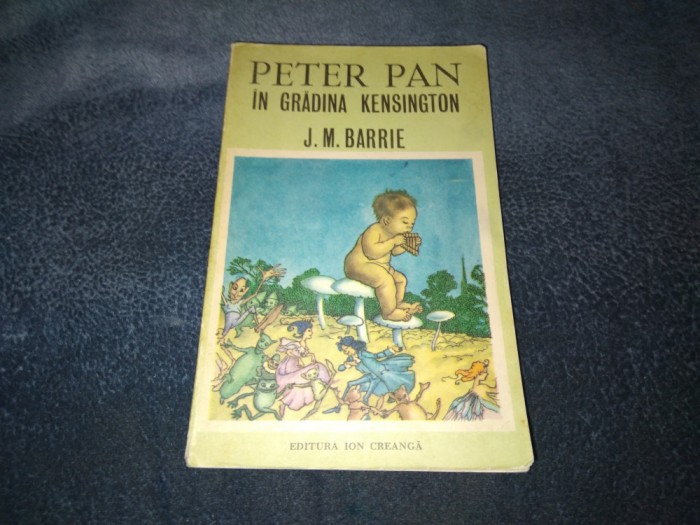 PETER PAN
ÎN GRĂDINA KENSINGTON
J. M. BARRIE
EDITURA ION CREANGĂ